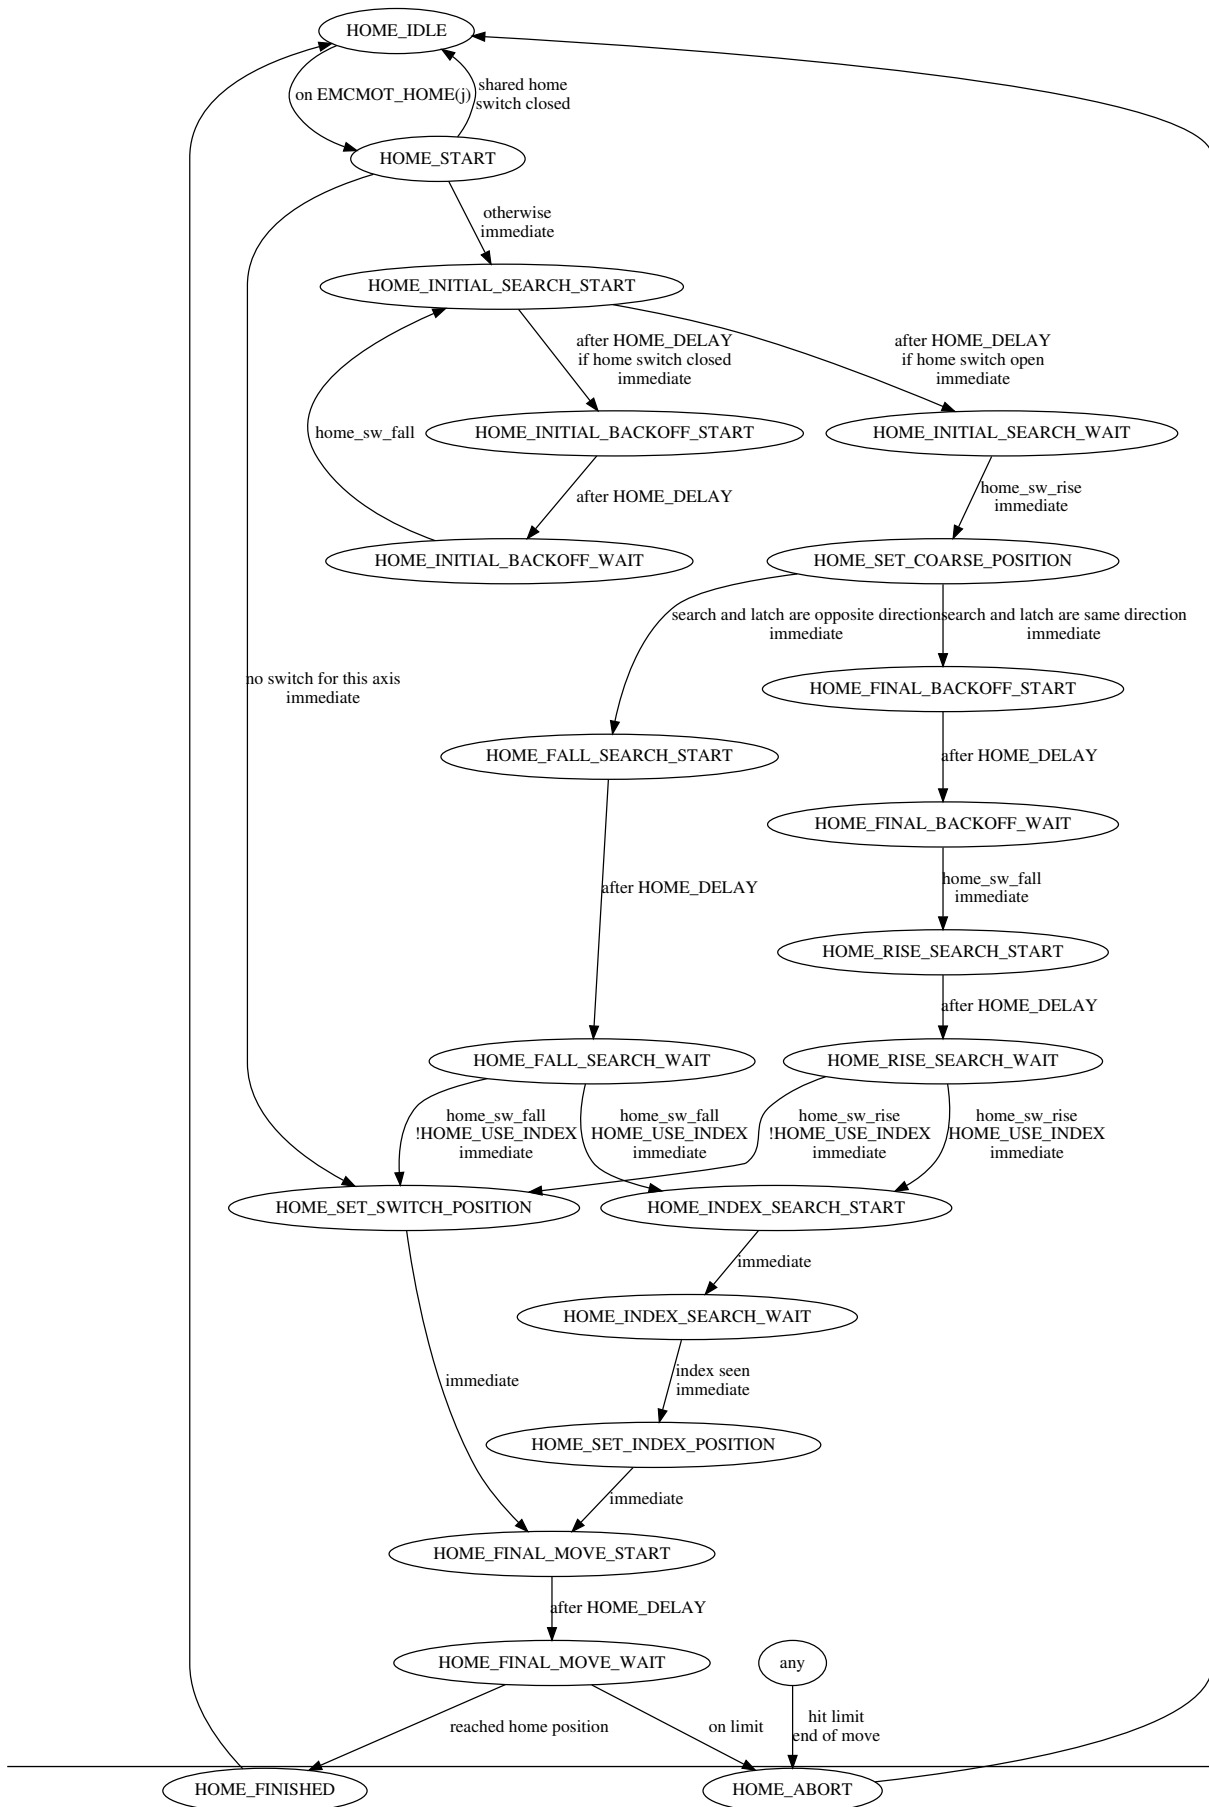 HOME_IDLE
on EMCMOT_HOME(j)
shared home
switch closed
HOME_START
otherwise
immediate
HOME_INITIAL_SEARCH_START
after HOME_DELAY
if home switch closed
immediate
after HOME_DELAY
if home switch open
immediate
home_sw_fall
HOME_INITIAL_BACKOFF_START
HOME_INITIAL_SEARCH_WAIT
after HOME_DELAY
home_sw_rise
immediate
HOME_INITIAL_BACKOFF_WAIT
HOME_SET_COARSE_POSITION
search and latch are opposite direction
immediate
search and latch are same direction
immediate
no switch for this axis
immediate
HOME_FINAL_BACKOFF_START
HOME_FALL_SEARCH_START
after HOME_DELAY
HOME_FINAL_BACKOFF_WAIT
after HOME_DELAY
home_sw_fall
immediate
HOME_RISE_SEARCH_START
after HOME_DELAY
HOME_FALL_SEARCH_WAIT
HOME_RISE_SEARCH_WAIT
home_sw_fall
!HOME_USE_INDEX
immediate
home_sw_fall
HOME_USE_INDEX
immediate
home_sw_rise
!HOME_USE_INDEX
immediate
home_sw_rise
HOME_USE_INDEX
immediate
HOME_SET_SWITCH_POSITION
HOME_INDEX_SEARCH_START
immediate
HOME_INDEX_SEARCH_WAIT
immediate
index seen
immediate
HOME_SET_INDEX_POSITION
immediate
HOME_FINAL_MOVE_START
after HOME_DELAY
HOME_FINAL_MOVE_WAIT
any
reached home position
on limit
hit limit
end of move
HOME_FINISHED
HOME_ABORT